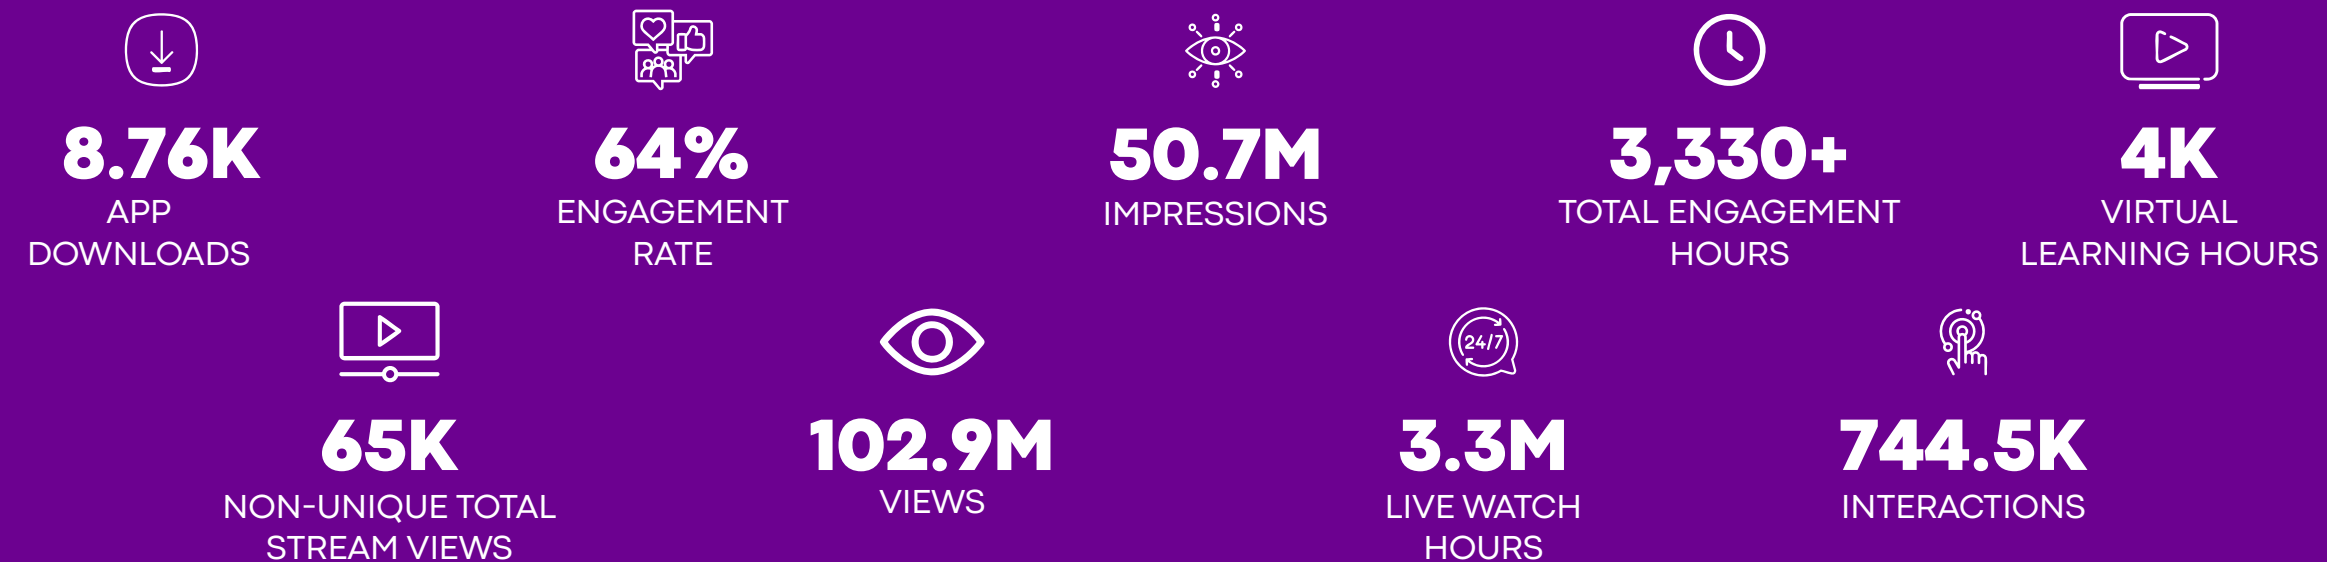 8.76K
APP
DOWNLOADS
64%
ENGAGEMENT
RATE
50.7M
IMPRESSIONS
3,330+
TOTAL ENGAGEMENT
HOURS
4K
VIRTUAL
LEARNING HOURS
65K
NON-UNIQUE TOTAL
STREAM VIEWS
102.9M
VIEWS
24/7
3.3M
LIVE WATCH
HOURS
744.5K
INTERACTIONS